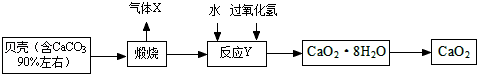 气体X
水 过氧化氢
贝壳（含CaCO3
90%左右）
煅烧
反应Y
CaO2·8H2O
CaO2